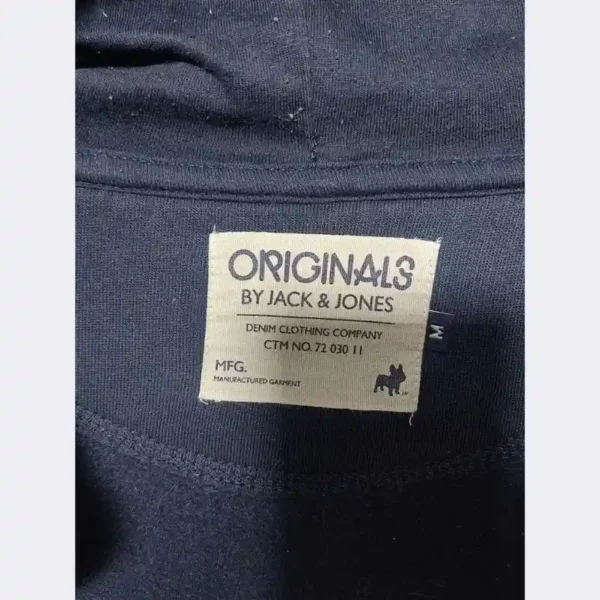 ORIGINALS
BY JACK & JONES
DENIM CLOTHING COMPANY
CTM NO. 72 030 11
MFG.
MANUFACTURED GARMENT
M